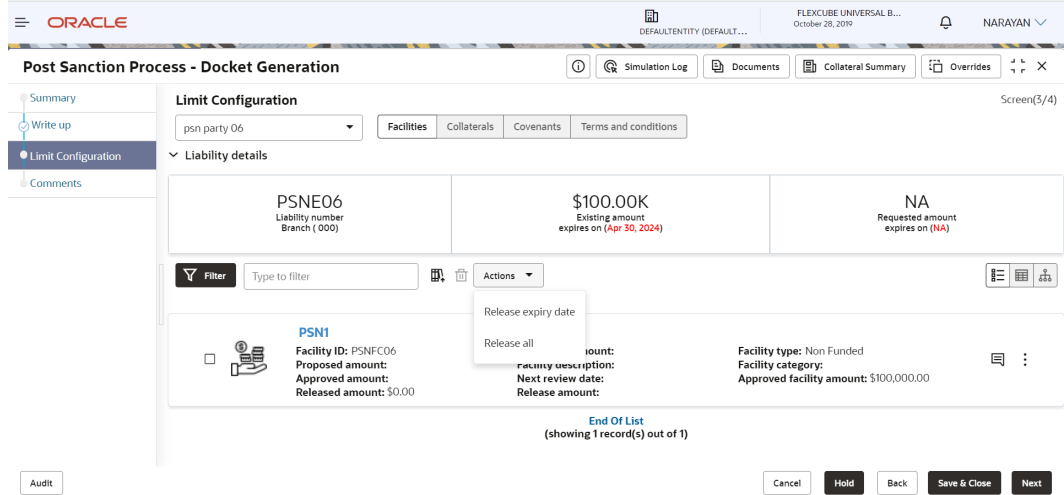 ORACLE
DEFAULTENTITY (DEFAULT...
FLEXCUBE UNIVERSAL B...
October 28, 2019
NARAYAN
Post Sanction Process - Docket Generation
Simulation Log
Documents
Collateral Summary
Overrides
Summary
Write up
Limit Configuration
Comments
Limit Configuration
Screen(3/4)
psn party 06
Facilities
Collaterals
Covenants
Terms and conditions
Liability details
PSNE06
Liability number
Branch ( 000)
$100.00K
Existing amount
expires on (Apr 30, 2024)
NA
Requested amount
expires on (NA)
Filter
Type to filter
Actions
Release expiry date
Release all
PSN1
Facility ID: PSNFC06
Proposed amount:
Approved amount:
Released amount: $0.00
Facility description:
Next review date:
Release amount:
Facility type: Non Funded
Facility category:
Approved facility amount: $100,000.00
End Of List
(showing 1 record(s) out of 1)
Audit
Cancel
Hold
Back
Save & Close
Next